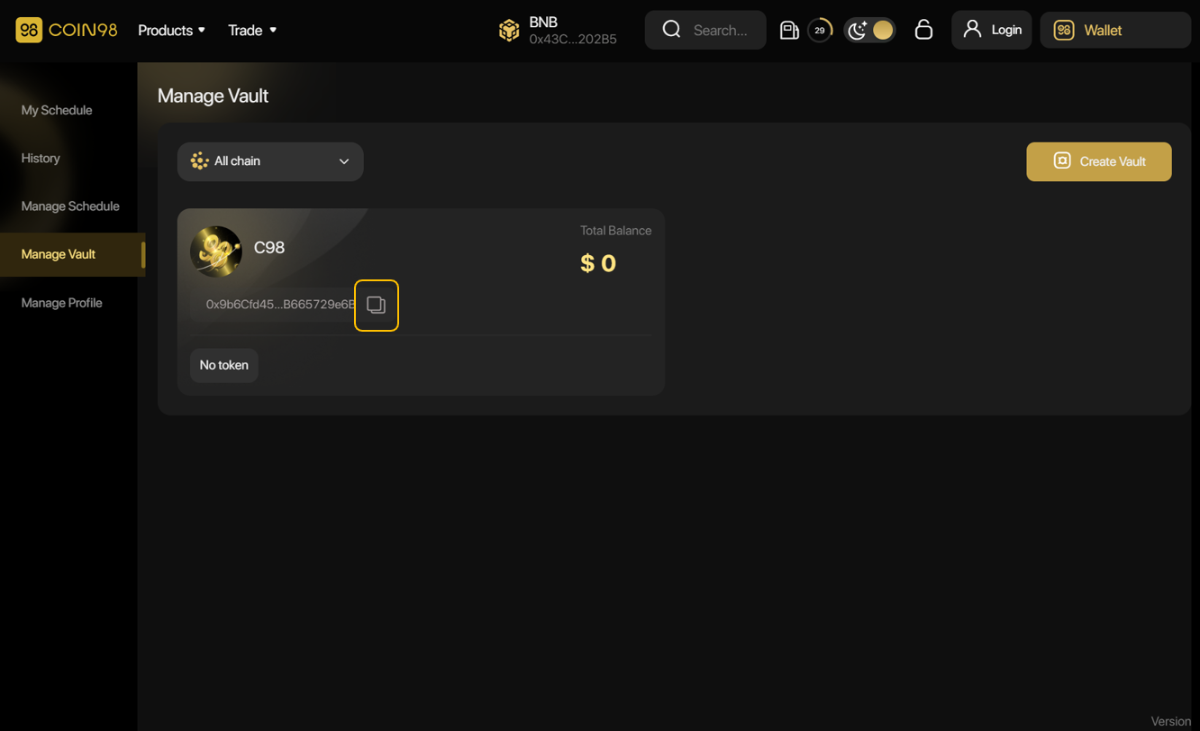 98 COIN98
Products
Trade
BNB
0x43C...202B5
Search...
29
Login
98 Wallet
My Schedule
History
Manage Schedule
Manage Vault
Manage Profile
Manage Vault
All chain
Create Vault
C98
Total Balance
$ 0
0x9b6Cfd45...B665729e6B
No token
Version